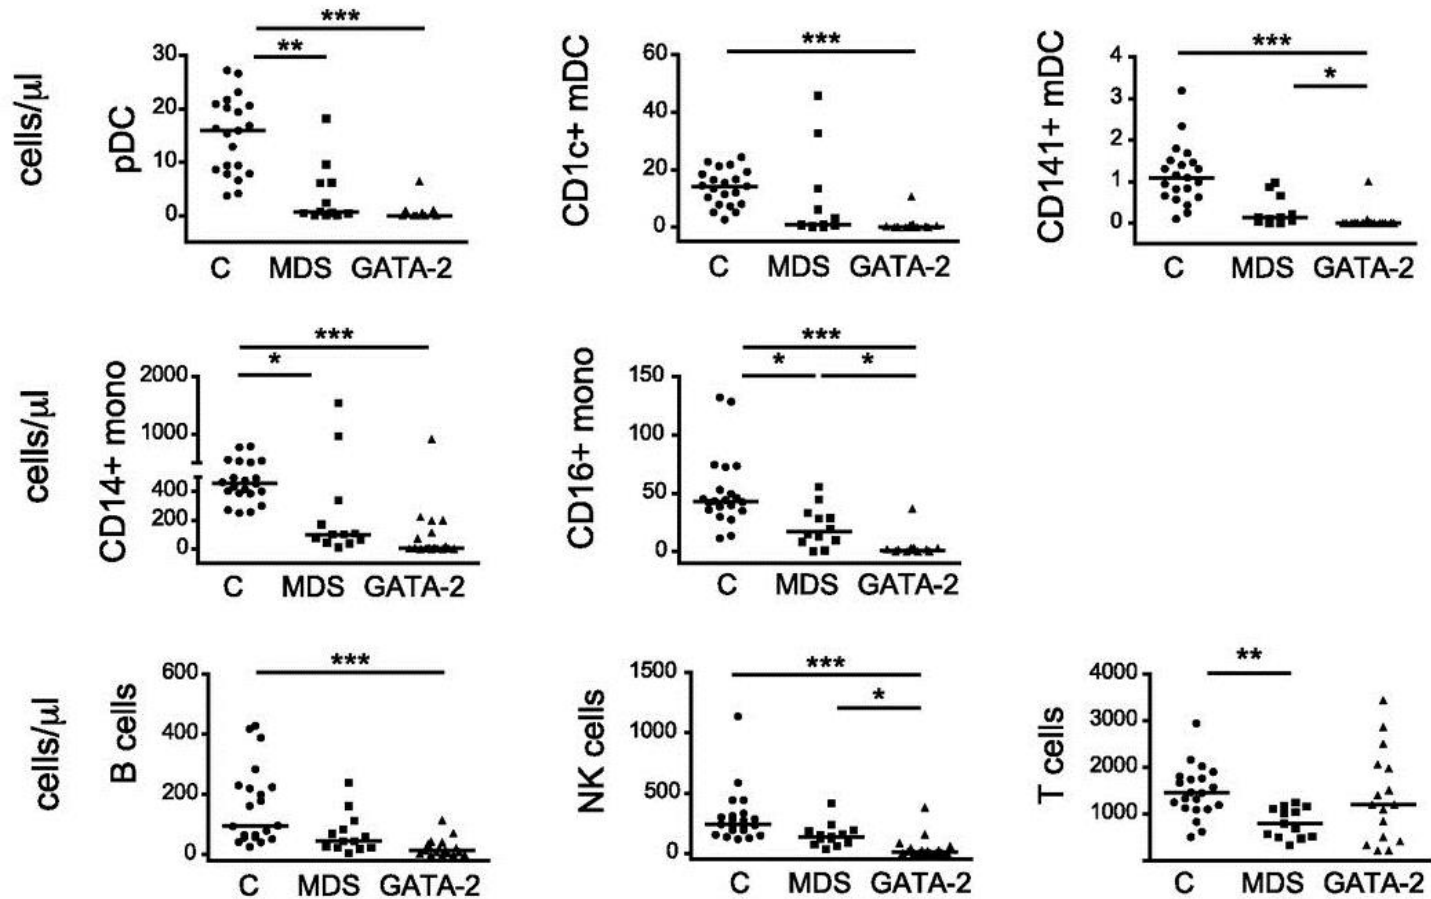 ***
**
cells/µl
pDC
30
20
10
0
C MDS GATA-2
***
CD1c+ mDC
60
40
20
0
C MDS GATA-2
***
*
CD141+ mDC
4
3
2
1
0
C MDS GATA-2
***
*
cells/µl
CD14+ mono
2000
1000
400
200
0
C MDS GATA-2
***
* *
CD16+ mono
150
100
50
0
C MDS GATA-2
***
cells/µl
B cells
600
400
200
0
C MDS GATA-2
***
*
NK cells
1500
1000
500
0
C MDS GATA-2
**
T cells
4000
3000
2000
1000
C MDS GATA-2